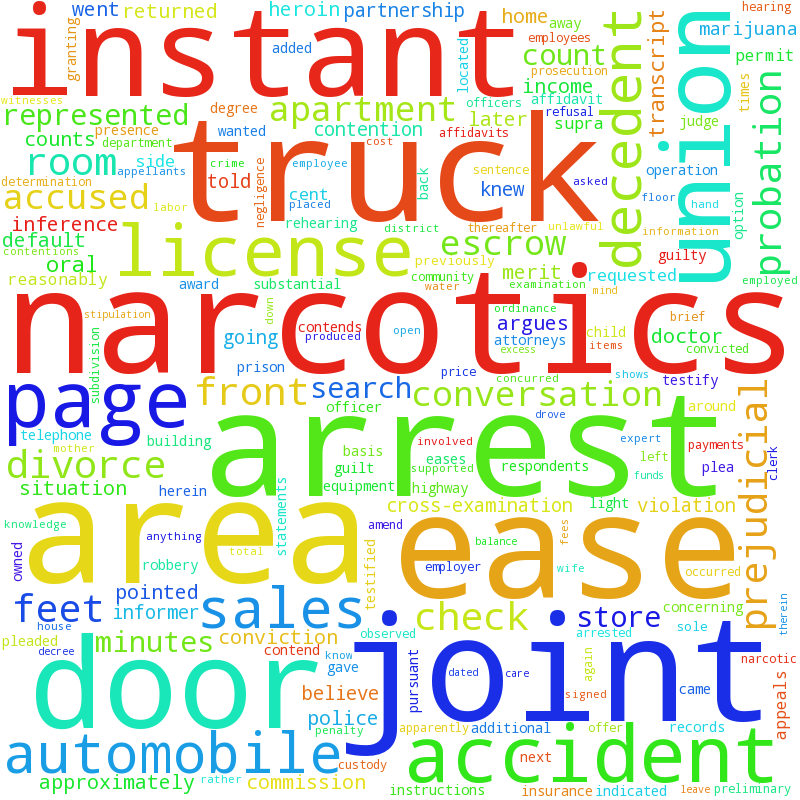 instant
went
returned
heroin
partnership
hearing
granting
home
away
employees
marijuana
added
located
prosecution
count
union
transcript
permit
decedent
witnesses
represented
degree
apartment
officers
income
affidavit
times
counts
presence
wanted
contention
later
refusal
supra
judge
probation
department
affidavits
truck
cost
room
side
appellants
crime
employee
sentence
knew
operation
determination
told
negligence
cent
placed
back
asked
floor
hand
accused
labor
rehearing
district
thereafter
unlawful
information
option
inference
default
license
escrow
guilty
contentions
oral
previously
merit
requested
reasonably
award
substantial
community
examination
mind
employed
water
narcotics
down
ordinance
stipulation
contends
produced
open
argues
child
brief
subdivision
going
attorneys
items
doctor
excess
convicted
prison
price
shows
page
front
search
conversation
concurred
testify
officer
drove
around
prejudicial
telephone
building
arrest
involved
expert
payments
mother
basis
left
divorce
guilt
eases
supported
respondents
funds
plea
clerk
situation
herein
equipment
highway
light
violation
statements
cross-examination
knowledge
anything
amend
area
ease
balance
fees
owned
total
robbery
testified
employer
wife
occurred
pointed
feet
informer
sales
check
store
concerning
therein
house
pleaded
minutes
conviction
observed
arrested
sole
decree
contend
know
joint
door
gave
pursuant
dated
care
again
narcotic
believe
signed
came
appeals
police
penalty
apparently
additional
offer
records
automobile
custody
accident
next
approximately
rather
commission
instructions
insurance
indicated
leave
preliminary